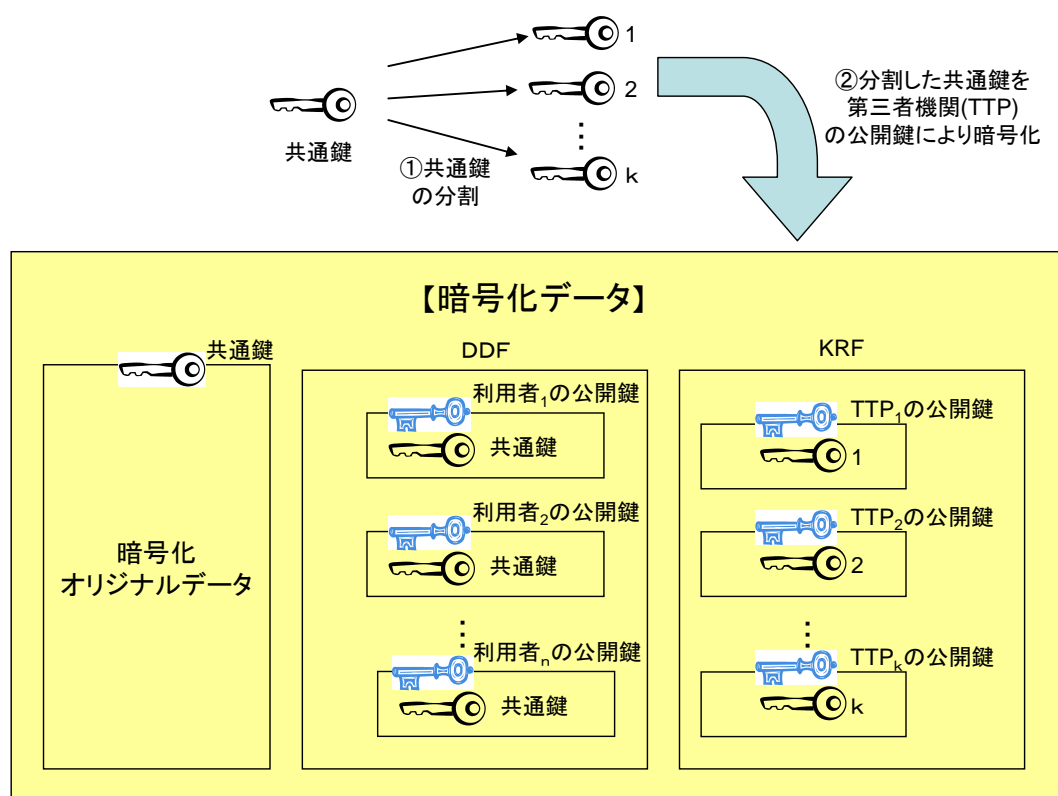 1
2
⋮
k
共通鍵
①共通鍵
の分割
②分割した共通鍵を
第三者機関(TTP)
の公開鍵により暗号化
【暗号化データ】
共通鍵
暗号化
オリジナルデータ
DDF
利用者1の公開鍵
共通鍵
利用者2の公開鍵
共通鍵
⋮
利用者nの公開鍵
共通鍵
KRF
TTP1の公開鍵
1
TTP2の公開鍵
2
⋮
TTPkの公開鍵
k